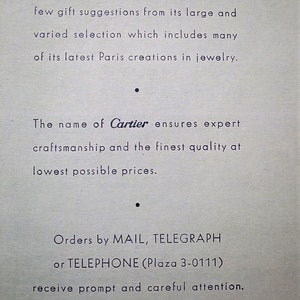 few gift suggestions from its large and
varied selection which includes many
of its latest Paris creations in jewelry.
•
The name of Cartier ensures expert
craftsmanship and the finest quality at
lowest possible prices.
•
Orders by MAIL, TELEGRAPH
or TELEPHONE (Plaza 3-0111)
receive prompt and careful attention.